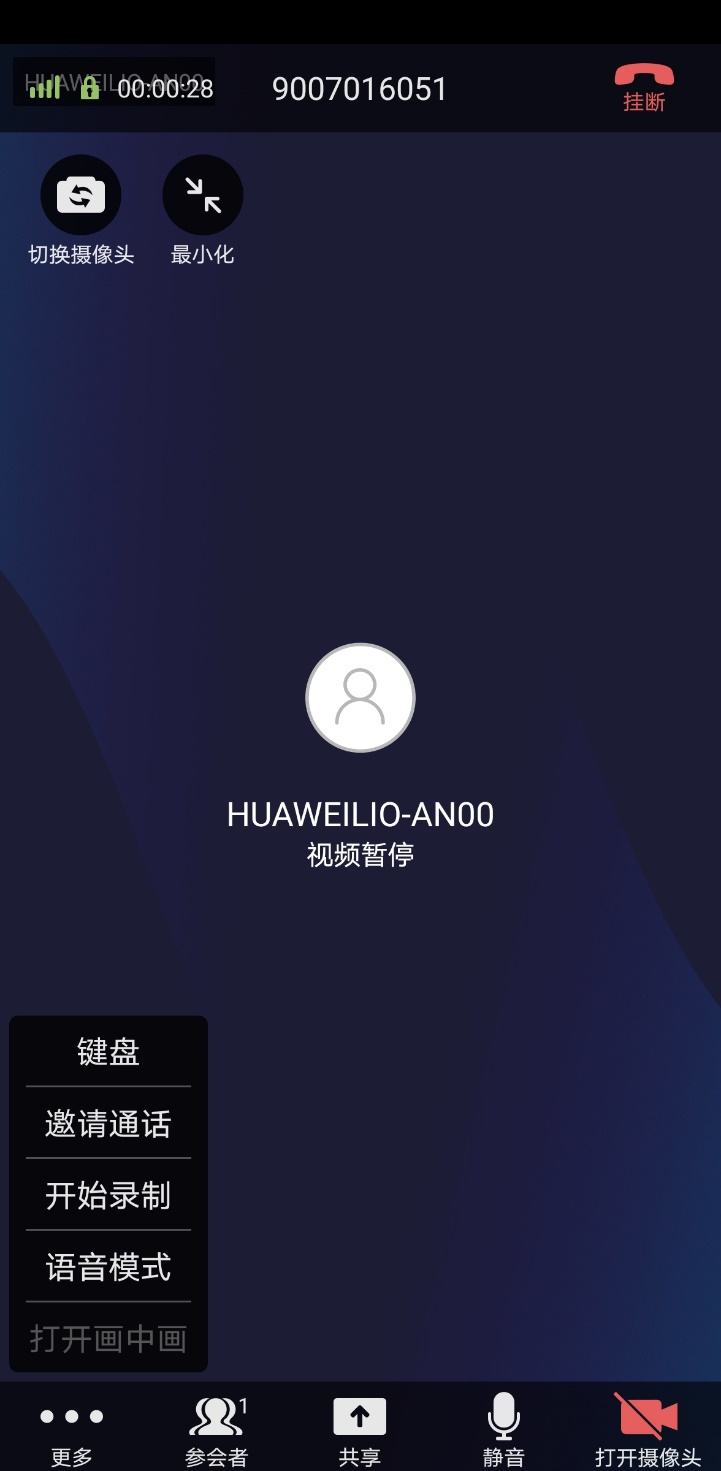 HUAWEILIO-AN00
00:00:28
9007016051
挂断
切换摄像头
最小化
HUAWEILIO-AN00
视频暂停
键盘
邀请通话
开始录制
语音模式
打开画中画
1
更多
参会者
共享
静音
打开摄像头